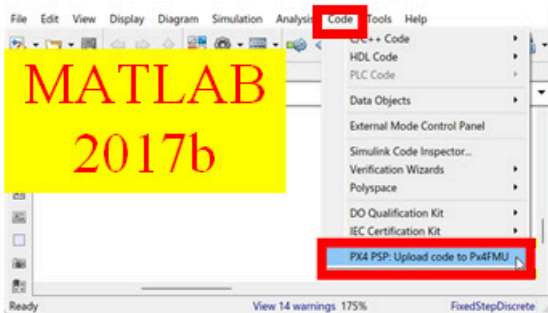 File Edit View Display Diagram Simulation Analysis Code Tools Help
C/C++ Code
HDL Code
PLC Code
Data Objects
External Mode Control Panel
Simulink Code Inspector...
Verification Wizards
Polyspace
DO Qualification Kit
IEC Certification Kit
PX4 PSP: Upload code to Px4FMU
MATLAB
2017b
Ready View 14 warnings 175% FixedStepDiscrete